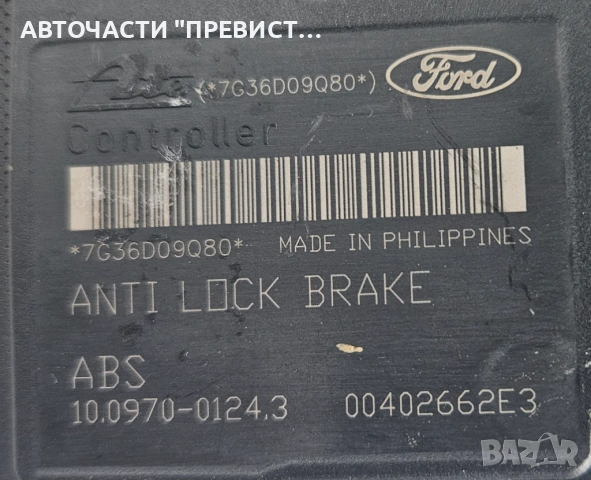 АВТОЧАСТИ "ПРЕВИСТ...
Ate (*7G36D09Q80*) Ford
Controller
*7G36D09Q80* MADE IN PHILIPPINES
ANTI LOCK BRAKE
ABS
10.0970-0124.3 00402662E3
BAZAR